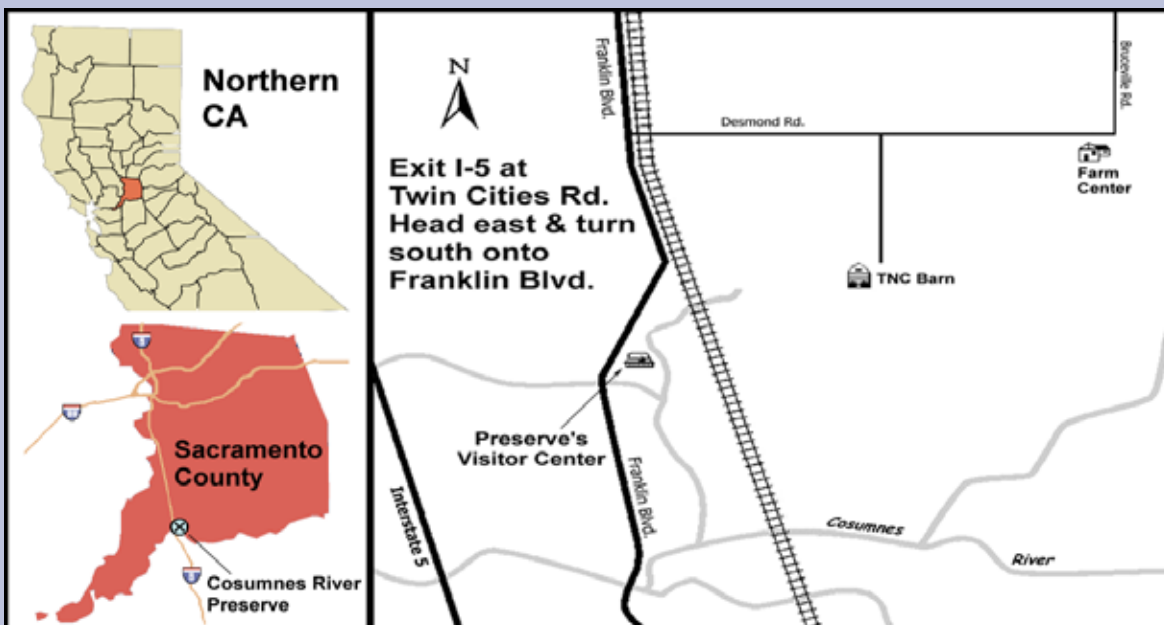 Northern
CA
Sacramento
County
Cosumnes River
Preserve
N
Exit I-5 at
Twin Cities Rd.
Head east & turn
south onto
Franklin Blvd.
Franklin Blvd.
Desmond Rd.
Bruceville Rd.
Farm
Center
TNC Barn
Preserve's
Visitor Center
Franklin Blvd.
Interstate 5
Cosumnes
River